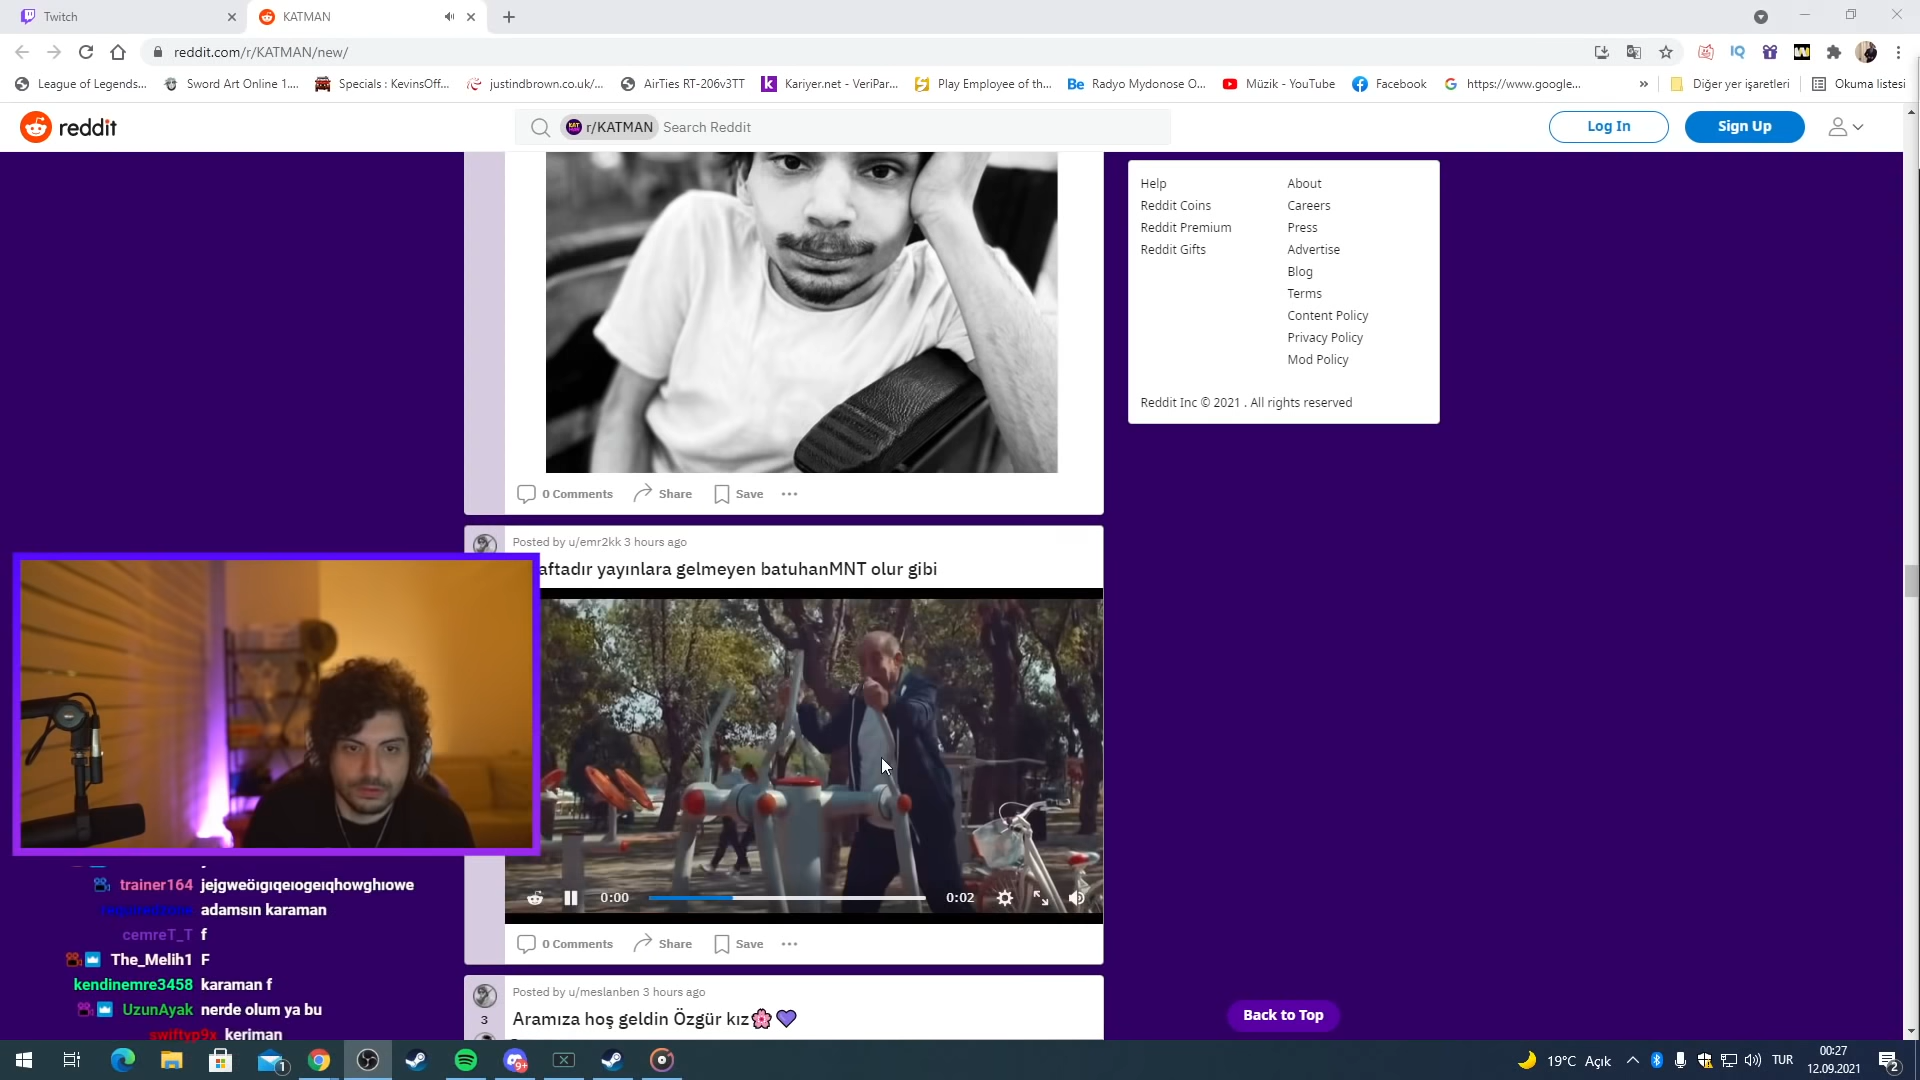 Twitch
KATMAN
reddit.com/r/KATMAN/new/
League of Legends...
Sword Art Online 1....
Specials : KevinsOff...
justindbrown.co.uk/...
AirTies RT-206v3TT
Kariyer.net - VeriPar...
Play Employee of th...
Radyo Mydonose O...
Müzik - YouTube
Facebook
https://www.google...
»
Diğer yer işaretleri
Okuma listesi
reddit
r/KATMAN
Search Reddit
Log In
Sign Up
Help
About
Reddit Coins
Careers
Reddit Premium
Press
Reddit Gifts
Advertise
Blog
Terms
Content Policy
Privacy Policy
Mod Policy
Reddit Inc © 2021 . All rights reserved
0 Comments
Share
Save
Posted by u/emr2kk 3 hours ago
aftadır yayınlara gelmeyen batuhanMNT olur gibi
0:00
0:02
0 Comments
Share
Save
Posted by u/meslanben 3 hours ago
3
Aramıza hoş geldin Özgür kız🌸💜
Back to Top
trainer164 jejgweöıgıqeıogeıqhowghıowe
adamsın karaman
cemreT_T f
The_Melih1 F
kendinemre3458 karaman f
UzunAyak nerde olum ya bu
swiftyp9x keriman
1
9+
19°C Açık
TUR
00:27
12.09.2021
2